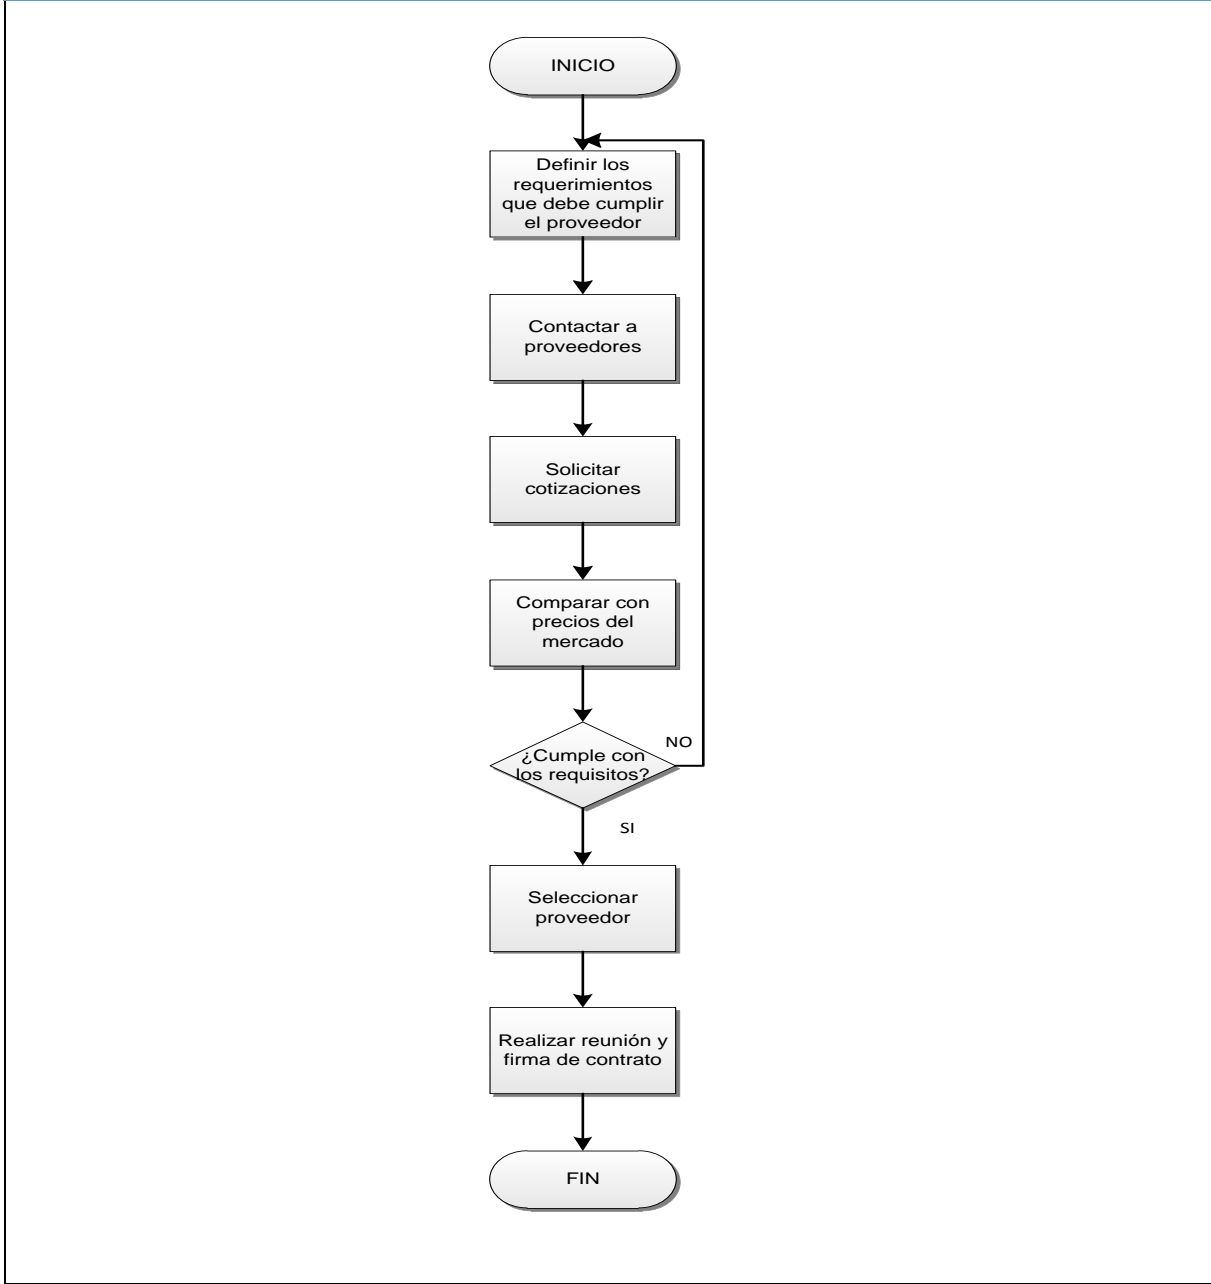 INICIO
Definir los
requerimientos
que debe cumplir
el proveedor
Contactar a
proveedores
Solicitar
cotizaciones
Comparar con
precios del
mercado
¿Cumple con
los requisitos?
NO
SI
Seleccionar
proveedor
Realizar reunión y
firma de contrato
FIN